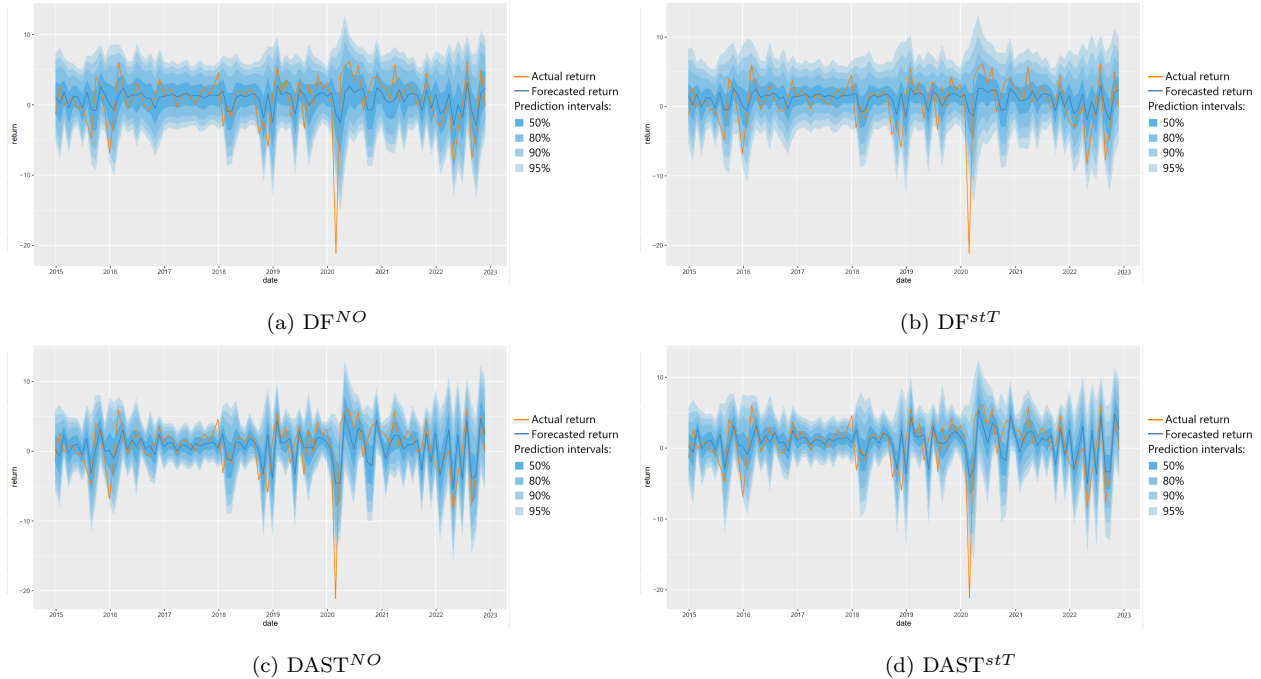 10
0
−10
−20
return
2015 2016 2017 2018 2019 2020 2021 2022 2023
date
Actual return
Forecasted return
Prediction intervals:
50%
80%
90%
95%
(a) DF^NO
10
0
−10
−20
return
2015 2016 2017 2018 2019 2020 2021 2022 2023
date
Actual return
Forecasted return
Prediction intervals:
50%
80%
90%
95%
(b) DF^stT
10
0
−10
−20
return
2015 2016 2017 2018 2019 2020 2021 2022 2023
date
Actual return
Forecasted return
Prediction intervals:
50%
80%
90%
95%
(c) DAST^NO
10
0
−10
−20
return
2015 2016 2017 2018 2019 2020 2021 2022 2023
date
Actual return
Forecasted return
Prediction intervals:
50%
80%
90%
95%
(d) DAST^stT